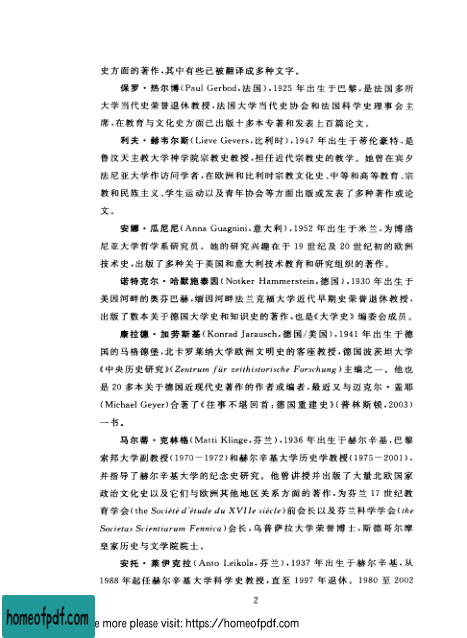 史方面的著作,其中有些已被翻译成多种文字。
保罗·热尔博(Paul Gerbod,法国),1925 年出生于巴黎,是法国多所
大学当代史荣誉退休教授,法国大学当代史协会和法国科学史理事会主
席,在教育与文化史方面已出版十多本专著和发表上百篇论文。
利夫·赫韦尔斯(Lieve Gevers,比利时),1947 年出生于蒂伦豪特,是
鲁汶天主教大学神学院宗教史教授,担任近代宗教史的教学。她曾在宾夕
法尼亚大学作访问学者,在欧洲和比利时宗教文化史、中等和高等教育、宗
教和民族主义、学生运动以及青年协会等方面出版或发表了多种著作或论
文。
安娜·瓜尼尼(Anna Guagnini,意大利),1952 年出生于米兰,为博洛
尼亚大学哲学系研究员。她的研究兴趣在于 19 世纪及 20 世纪初的欧洲
技术史,出版了多种关于英国和意大利技术教育和研究组织的著作。
诺特克尔·哈默施泰因(Notker Hammerstein,德国),1930 年出生于
美因河畔的奥芬巴赫,缅因河畔法兰克福大学近代早期史荣誉退休教授,
出版了数本关于德国大学史和知识史的著作,也是《大学史》编委会成员。
康拉德·加劳斯基(Konrad Jarausch,德国/美国),1941 年出生于德
国的马格德堡,北卡罗莱纳大学欧洲文明史的客座教授,德国波茨坦大学
《中央历史研究》(Zentrum für zeithistorische Forschung)主编之一。他也
是 20 多本关于德国近现代史著作的作者或编者,最近又与迈克尔·盖耶
(Michael Geyer)合著了《往事不堪回首:德国重建史》(普林斯顿,2003)
一书。
马尔蒂·克林格(Matti Klinge,芬兰),1936 年出生于赫尔辛基,巴黎
索邦大学副教授(1970－1972)和赫尔辛基大学历史学教授(1975－2001),
并指导了赫尔辛基大学的纪念史研究。他曾讲授并出版了大量北欧国家
政治文化史以及它们与欧洲其他地区关系方面的著作,为芬兰 17 世纪教
育学会(the Société d'étude du XVIIe siècle)前会长以及芬兰科学学会(the
Societas Scientiarum Fennica)会长,乌普萨拉大学荣誉博士,斯德哥尔摩
皇家历史与文学院院士。
安托·莱伊克拉(Anto Leikola,芬兰),1937 年出生于赫尔辛基,从
1988 年起任赫尔辛基大学科学史教授,直至 1997 年退休。1980 至 2002
2
homeofpdf.com
e more please visit: https://homeofpdf.com